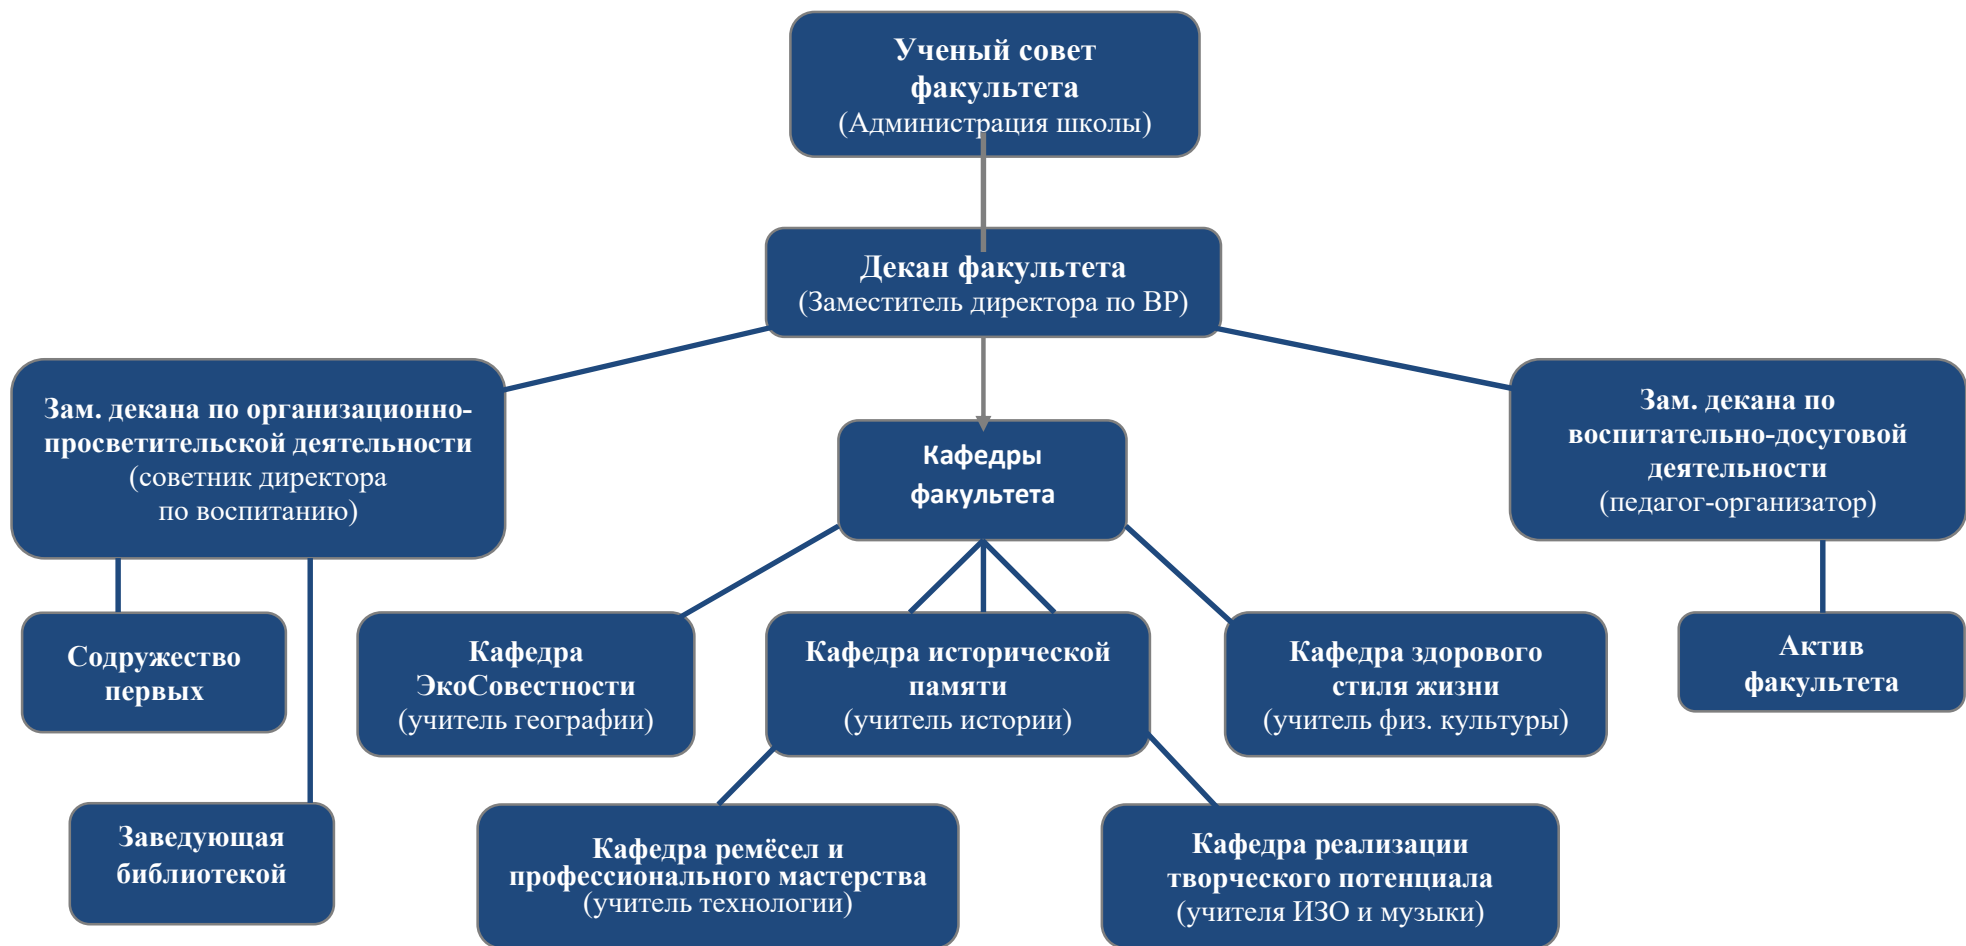 Ученый совет
факультета
(Администрация школы)
Декан факультета
(Заместитель директора по ВР)
Зам. декана по организационно-
просветительской деятельности
(советник директора
по воспитанию)
Кафедры
факультета
Зам. декана по
воспитательно-досуговой
деятельности
(педагог-организатор)
Содружество
первых
Кафедра
ЭкоСовестности
(учитель географии)
Кафедра исторической
памяти
(учитель истории)
Кафедра здорового
стиля жизни
(учитель физ. культуры)
Актив
факультета
Заведующая
библиотекой
Кафедра ремёсел и
профессионального мастерства
(учитель технологии)
Кафедра реализации
творческого потенциала
(учителя ИЗО и музыки)